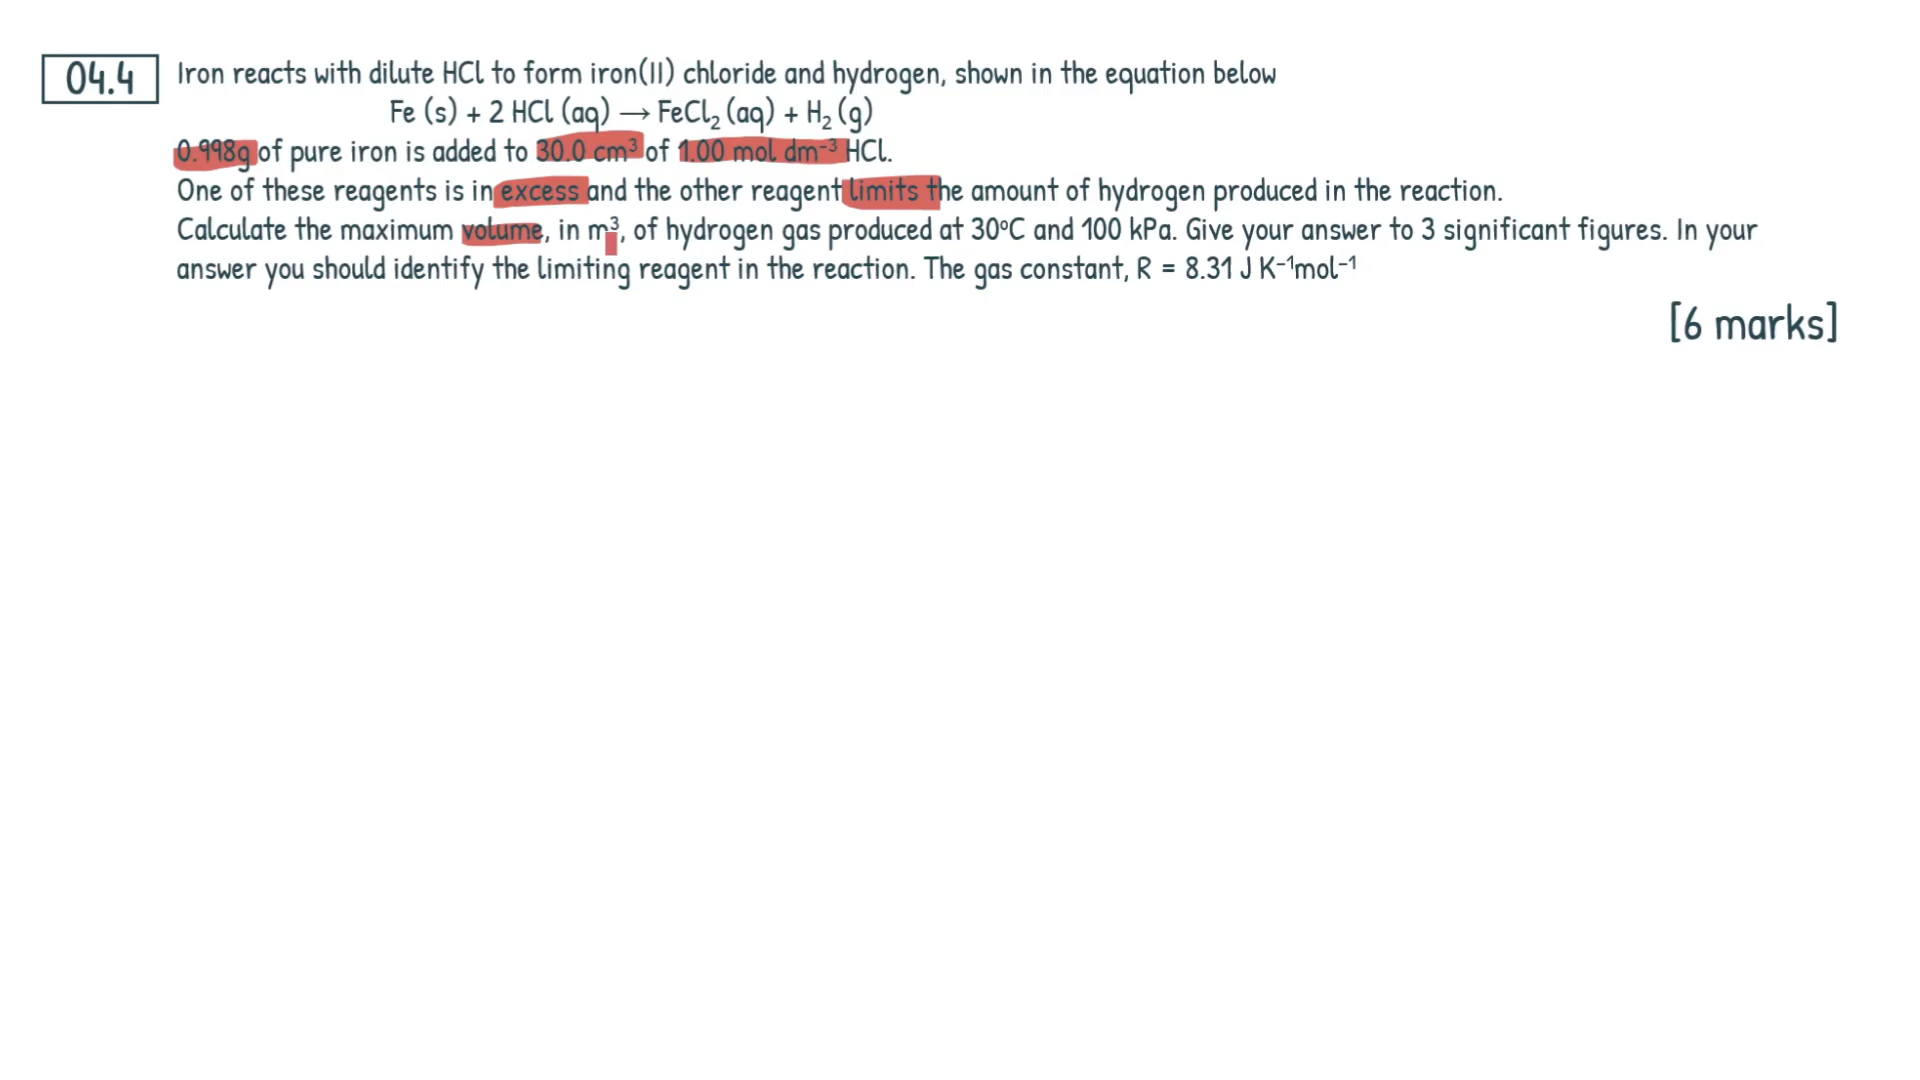 04.4
Iron reacts with dilute HCl to form iron(II) chloride and hydrogen, shown in the equation below
Fe (s) + 2 HCl (aq) → FeCl₂ (aq) + H₂ (g)
0.998g of pure iron is added to 30.0 cm³ of 1.00 mol dm⁻³ HCl.
One of these reagents is in excess and the other reagent limits the amount of hydrogen produced in the reaction.
Calculate the maximum volume, in m³, of hydrogen gas produced at 30°C and 100 kPa. Give your answer to 3 significant figures. In your
answer you should identify the limiting reagent in the reaction. The gas constant, R = 8.31 J K⁻¹mol⁻¹
[6 marks]